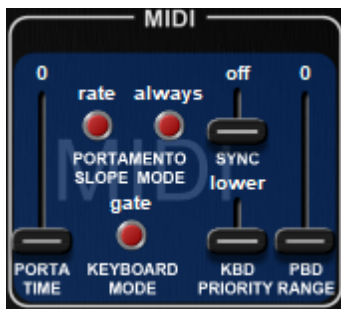 MIDI
0
off
0
rate
always
PORTAMENTO
SLOPE MODE
SYNC
lower
MIDI
gate
PORTA
TIME
KEYBOARD
MODE
KBD
PRIORITY
PBD
RANGE